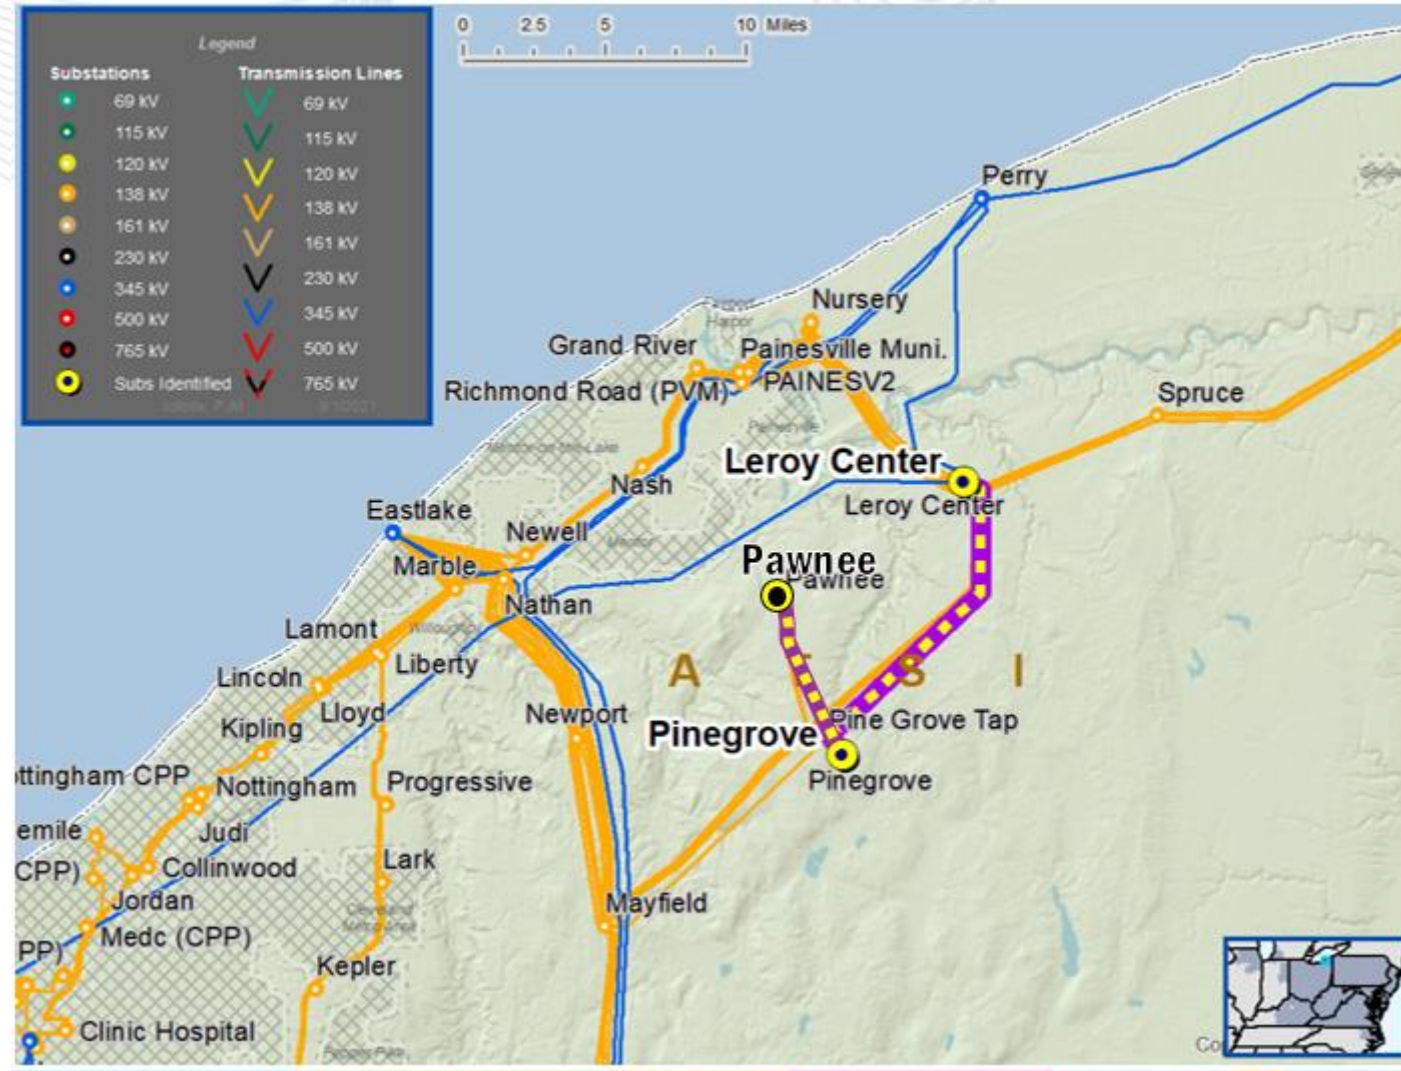 Legend
Substations
Transmission Lines
69 kV
69 kV
115 kV
115 kV
120 kV
120 kV
138 kV
138 kV
161 kV
161 kV
230 kV
230 kV
345 kV
345 kV
500 kV
500 kV
765 kV
765 kV
Subs Identified
0 2.5 5 10 Miles
Perry
Nursery
Grand River
Painesville Muni.
Richmond Road (PVM)
PAINESV2
Spruce
Leroy Center
Leroy Center
Nash
Eastlake
Newell
Marble
Pawnee
Pawnee
Nathan
Lamont
Liberty
Lincoln
A
S I
Lloyd
Newport
Kipling
Pinegrove
Pine Grove Tap
Pinegrove
ottingham CPP
Nottingham
Progressive
emile
Judi
CPP)
Collinwood
Lark
Jordan
Mayfield
Medc (CPP)
PP)
Kepler
Clinic Hospital
Co